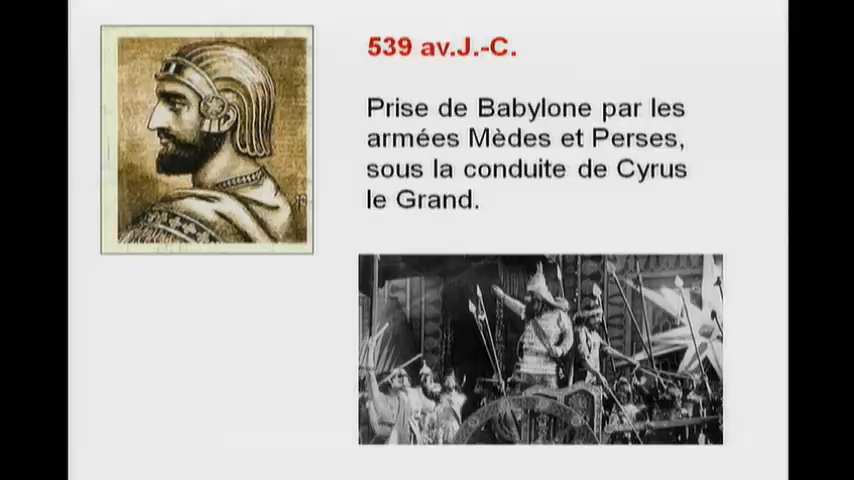 539 av.J.-C.
Prise de Babylone par les
armées Mèdes et Perses,
sous la conduite de Cyrus
le Grand.